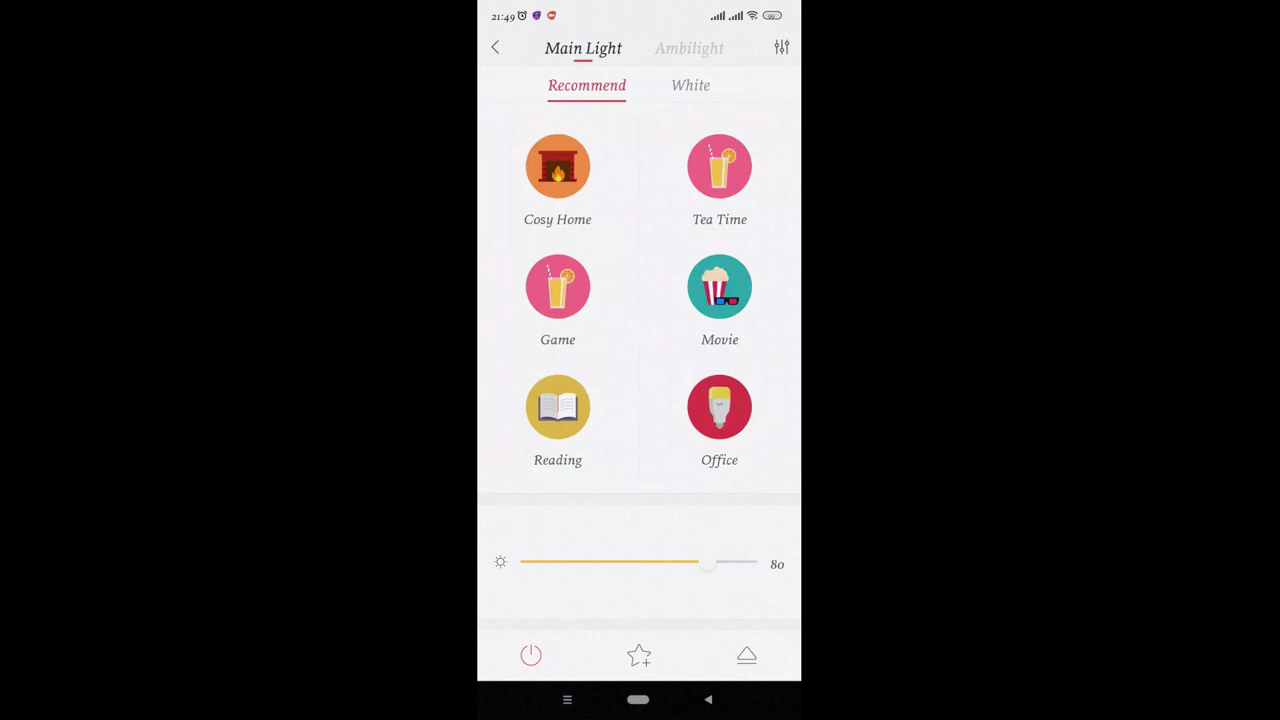 21:49
Main Light Ambilight
Recommend White
Cosy Home Tea Time
Game Movie
Reading Office
80